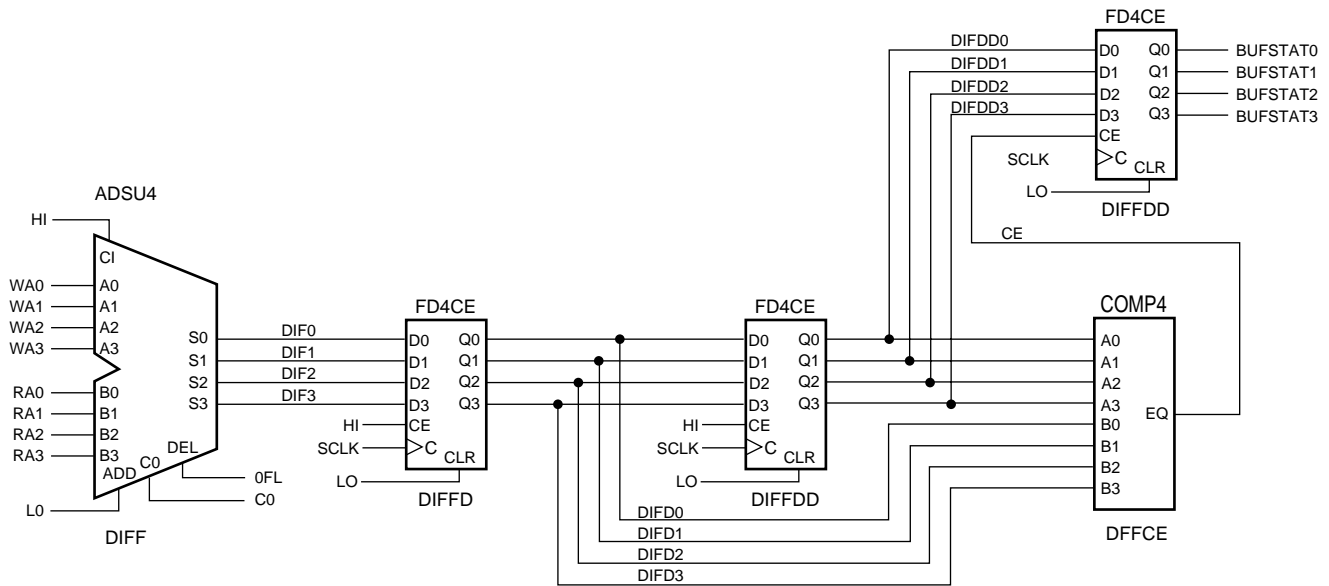 FD4CE
DIFDD0
DIFDD1
DIFDD2
DIFDD3
D0 Q0 BUFSTAT0
D1 Q1 BUFSTAT1
D2 Q2 BUFSTAT2
D3 Q3 BUFSTAT3
CE
SCLK C
CLR
LO
DIFFDD
CE
ADSU4
HI
CI
WA0 A0
WA1 A1
WA2 A2
WA3 A3
S0 DIF0
S1 DIF1
S2 DIF2
S3 DIF3
RA0 B0
RA1 B1
RA2 B2
RA3 B3
ADD C0 DEL
0FL
C0
L0
DIFF
FD4CE
D0 Q0
D1 Q1
D2 Q2
D3 Q3
HI CE
SCLK C
CLR
LO
DIFFD
FD4CE
D0 Q0
D1 Q1
D2 Q2
D3 Q3
HI CE
SCLK C
CLR
LO
DIFFDD
DIFD0
DIFD1
DIFD2
DIFD3
COMP4
A0
A1
A2
A3
EQ
B0
B1
B2
B3
DFFCE